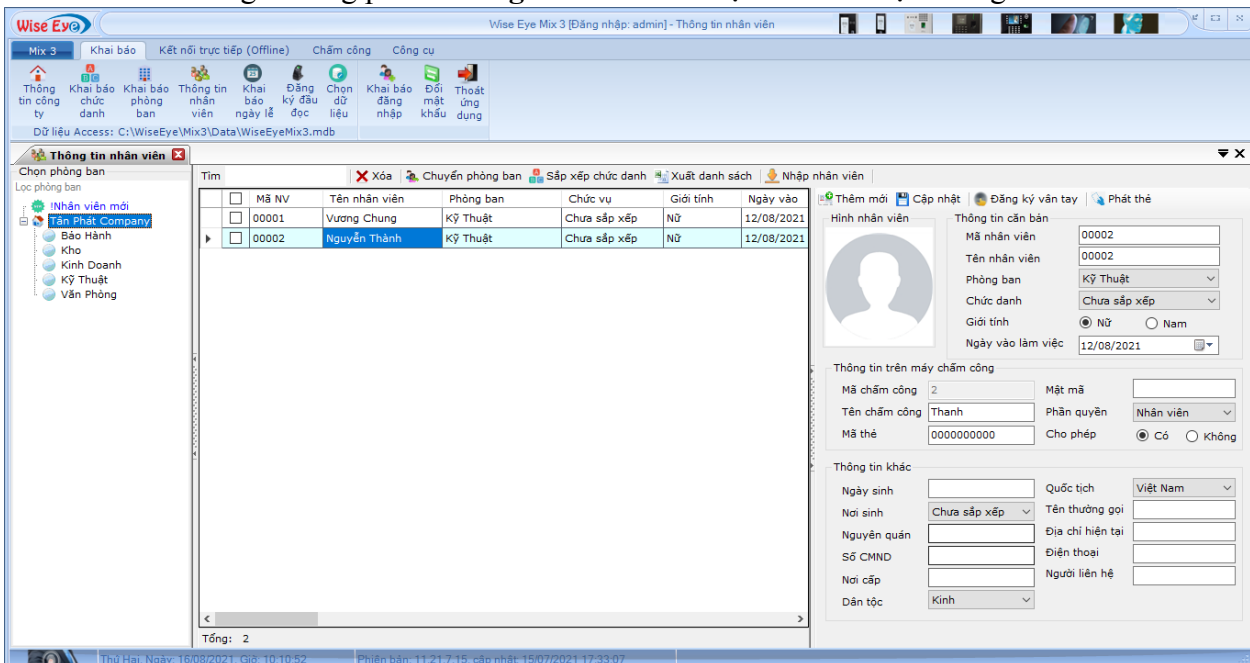 Wise Eye
Wise Eye Mix 3 [Đăng nhập: admin] - Thông tin nhân viên
Mix 3 Khai báo Kết nối trực tiếp (Offline) Chấm công Công cụ
Thông tin công ty
Khai báo chức danh
Khai báo phòng ban
Thông tin nhân viên
Khai báo ngày lễ
Đăng ký đầu đọc
Chọn dữ liệu
Khai báo đăng nhập
Đổi mật khẩu
Thoát ứng dụng
Dữ liệu Access: C:\WiseEye\Mix3\Data\WiseEyeMix3.mdb
Thông tin nhân viên
Chọn phòng ban
Lọc phòng ban
!Nhân viên mới
Tấn Phát Company
Bảo Hành
Kho
Kinh Doanh
Kỹ Thuật
Văn Phòng
Tìm Xóa Chuyển phòng ban Sắp xếp chức danh Xuất danh sách Nhập nhân viên
Mã NV Tên nhân viên Phòng ban Chức vụ Giới tính Ngày vào
00001 Vương Chung Kỹ Thuật Chưa sắp xếp Nữ 12/08/2021
00002 Nguyễn Thành Kỹ Thuật Chưa sắp xếp Nữ 12/08/2021
Tổng: 2
Thêm mới Cập nhật Đăng ký vân tay Phát thẻ
Hình nhân viên
Thông tin căn bản
Mã nhân viên 00002
Tên nhân viên 00002
Phòng ban Kỹ Thuật
Chức danh Chưa sắp xếp
Giới tính Nữ Nam
Ngày vào làm việc 12/08/2021
Thông tin trên máy chấm công
Mã chấm công 2 Mật mã
Tên chấm công Thanh Phần quyền Nhân viên
Mã thẻ 0000000000 Cho phép Có Không
Thông tin khác
Ngày sinh Quốc tịch Việt Nam
Nơi sinh Chưa sắp xếp Tên thường gọi
Nguyên quán Địa chỉ hiện tại
Số CMND Điện thoại
Nơi cấp Người liên hệ
Dân tộc Kinh
Thứ Hai, Ngày: 16/08/2021 Giờ: 10:10:52 Phiên bản: 11.21.7.15, cập nhật: 15/07/2021 17:33:07